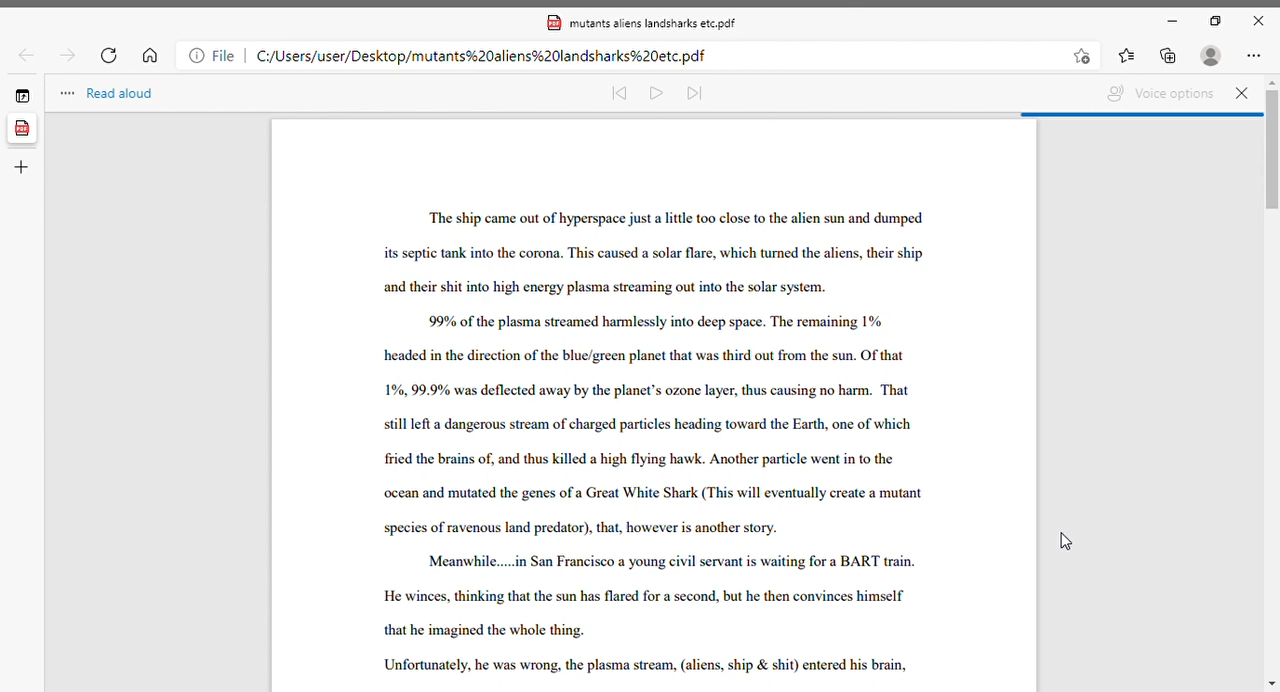 mutants aliens landsharks etc.pdf
File C:/Users/user/Desktop/mutants%20aliens%20landsharks%20etc.pdf
Read aloud
Voice options
The ship came out of hyperspace just a little too close to the alien sun and dumped
its septic tank into the corona. This caused a solar flare, which turned the aliens, their ship
and their shit into high energy plasma streaming out into the solar system.
99% of the plasma streamed harmlessly into deep space. The remaining 1%
headed in the direction of the blue/green planet that was third out from the sun. Of that
1%, 99.9% was deflected away by the planet’s ozone layer, thus causing no harm.  That
still left a dangerous stream of charged particles heading toward the Earth, one of which
fried the brains of, and thus killed a high flying hawk. Another particle went in to the
ocean and mutated the genes of a Great White Shark (This will eventually create a mutant
species of ravenous land predator), that, however is another story.
Meanwhile.....in San Francisco a young civil servant is waiting for a BART train.
He winces, thinking that the sun has flared for a second, but he then convinces himself
that he imagined the whole thing.
Unfortunately, he was wrong, the plasma stream, (aliens, ship & shit) entered his brain,